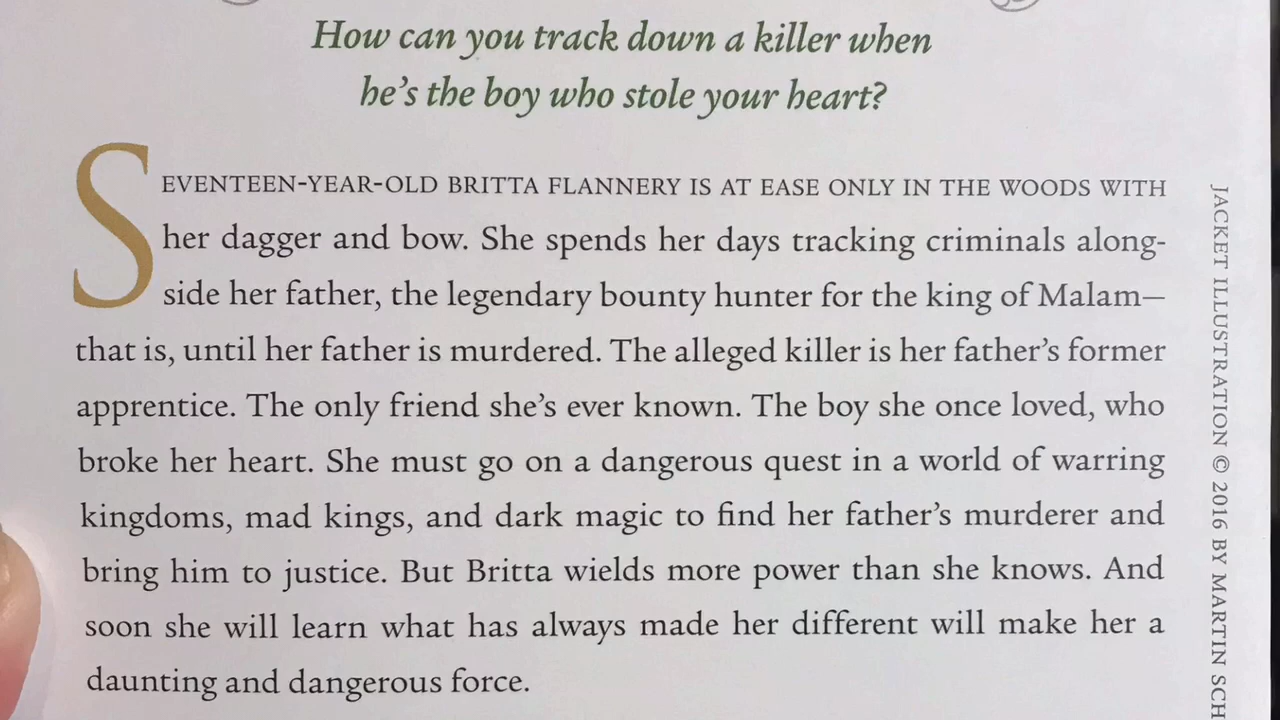 How can you track down a killer when
he's the boy who stole your heart?
SEVENTEEN-YEAR-OLD BRITTA FLANNERY IS AT EASE ONLY IN THE WOODS WITH
her dagger and bow. She spends her days tracking criminals along-
side her father, the legendary bounty hunter for the king of Malam—
that is, until her father is murdered. The alleged killer is her father's former
apprentice. The only friend she's ever known. The boy she once loved, who
broke her heart. She must go on a dangerous quest in a world of warring
kingdoms, mad kings, and dark magic to find her father's murderer and
bring him to justice. But Britta wields more power than she knows. And
soon she will learn what has always made her different will make her a
daunting and dangerous force.
JACKET ILLUSTRATION © 2016 BY MARTIN SCH